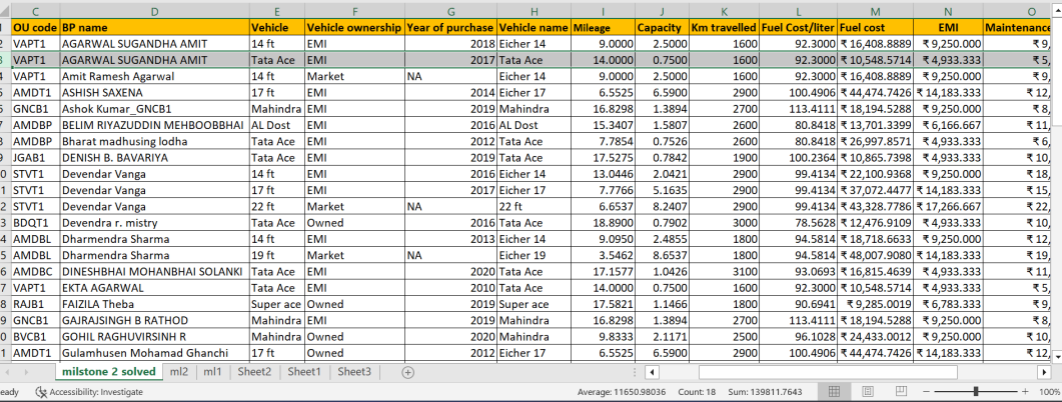 C D E F G H I J K L M N O
OU code BP name Vehicle Vehicle ownership Year of purchase Vehicle name Mileage Capacity Km travelled Fuel Cost/liter Fuel cost EMI Maintenance
2 VAPT1 AGARWAL SUGANDHA AMIT 14 ft EMI 2018 Eicher 14 9.0000 2.5000 1600 92.3000 ₹ 16,408.8889 ₹ 9,250.000 ₹ 9,
3 VAPT1 AGARWAL SUGANDHA AMIT Tata Ace EMI 2017 Tata Ace 14.0000 0.7500 1600 92.3000 ₹ 10,548.5714 ₹ 4,933.333 ₹ 5,
4 VAPT1 Amit Ramesh Agarwal 14 ft Market NA Eicher 14 9.0000 2.5000 1600 92.3000 ₹ 16,408.8889 ₹ 9,250.000 ₹ 9,
5 AMDT1 ASHISH SAXENA 17 ft EMI 2014 Eicher 17 6.5525 6.5900 2900 100.4906 ₹ 44,474.7426 ₹ 14,183.333 ₹ 12,
6 GNCB1 Ashok Kumar_GNCB1 Mahindra EMI 2019 Mahindra 16.8298 1.3894 2700 113.4111 ₹ 18,194.5288 ₹ 9,250.000 ₹ 8,
7 AMDBP BELIM RIYAZUDDIN MEHBOOBBHAI AL Dost EMI 2016 AL Dost 15.3407 1.5807 2600 80.8418 ₹ 13,701.3399 ₹ 6,166.667 ₹ 11,
8 AMDBP Bharat madhusing lodha Tata Ace EMI 2012 Tata Ace 7.7854 0.7526 2600 80.8418 ₹ 26,997.8571 ₹ 4,933.333 ₹ 6,
9 JGAB1 DENISH B. BAVARIYA Tata Ace EMI 2019 Tata Ace 17.5275 0.7842 1900 100.2364 ₹ 10,865.7398 ₹ 4,933.333 ₹ 10,
0 STVT1 Devendar Vanga 14 ft EMI 2016 Eicher 14 13.0446 2.0421 2900 99.4134 ₹ 22,100.9368 ₹ 9,250.000 ₹ 18,
1 STVT1 Devendar Vanga 17 ft EMI 2017 Eicher 17 7.7766 5.1635 2900 99.4134 ₹ 37,072.4477 ₹ 14,183.333 ₹ 15,
2 STVT1 Devendar Vanga 22 ft Market NA 22 ft 6.6537 8.2407 2900 99.4134 ₹ 43,328.7786 ₹ 17,266.667 ₹ 22,
3 BDQT1 Devendra r. mistry Tata Ace Owned 2016 Tata Ace 18.8900 0.7902 3000 78.5628 ₹ 12,476.9109 ₹ 4,933.333 ₹ 10,
4 AMDBL Dharmendra Sharma 14 ft EMI 2013 Eicher 14 9.0950 2.4855 1800 94.5814 ₹ 18,718.6633 ₹ 9,250.000 ₹ 12,
5 AMDBL Dharmendra Sharma 19 ft Market NA Eicher 19 3.5462 8.6537 1800 94.5814 ₹ 48,007.9080 ₹ 14,183.333 ₹ 19,
6 AMDBC DINESHBHAI MOHANBHAI SOLANKI Tata Ace EMI 2020 Tata Ace 17.1577 1.0426 3100 93.0693 ₹ 16,815.4639 ₹ 4,933.333 ₹ 11,
7 VAPT1 EKTA AGARWAL Tata Ace EMI 2010 Tata Ace 14.0000 0.7500 1600 92.3000 ₹ 10,548.5714 ₹ 4,933.333 ₹ 5,
8 RAJB1 FAIZILA Theba Super ace Owned 2019 Super ace 17.5821 1.1466 1800 90.6941 ₹ 9,285.0019 ₹ 6,783.333 ₹ 9,
9 GNCB1 GAJRAJSINGH B RATHOD Mahindra EMI 2019 Mahindra 16.8298 1.3894 2700 113.4111 ₹ 18,194.5288 ₹ 9,250.000 ₹ 8,
0 BVCB1 GOHIL RAGHUVIRSINH R Mahindra Owned 2020 Mahindra 9.8333 2.1171 2500 96.1028 ₹ 24,433.0012 ₹ 9,250.000 ₹ 10,
1 AMDT1 Gulamhusen Mohamad Ghanchi 17 ft Owned 2012 Eicher 17 6.5525 6.5900 2900 100.4906 ₹ 44,474.7426 ₹ 14,183.333 ₹ 12,
milstone 2 solved ml2 ml1 Sheet2 Sheet1 Sheet3
eady Accessibility: Investigate Average: 11650.98036 Count: 18 Sum: 139811.7643 100%